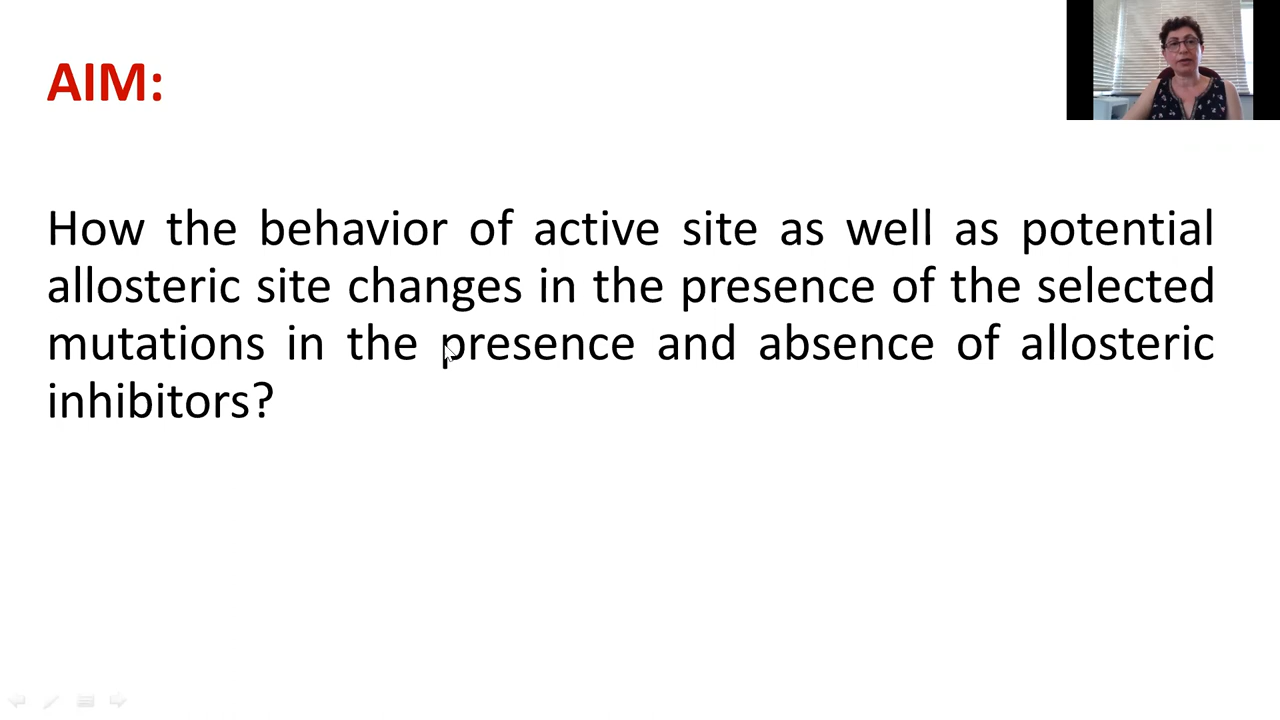 AIM:
How the behavior of active site as well as potential
allosteric site changes in the presence of the selected
mutations in the presence and absence of allosteric
inhibitors?